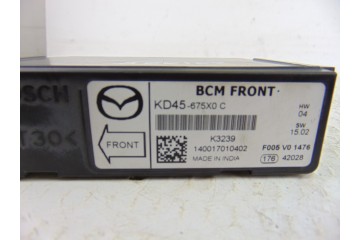 BCM FRONT
KD45-675X0 C
HW
04
SW
15.02
K3239
140017010402
MADE IN INDIA
F005 V0 1476
176 42028
FRONT
SCH
30<